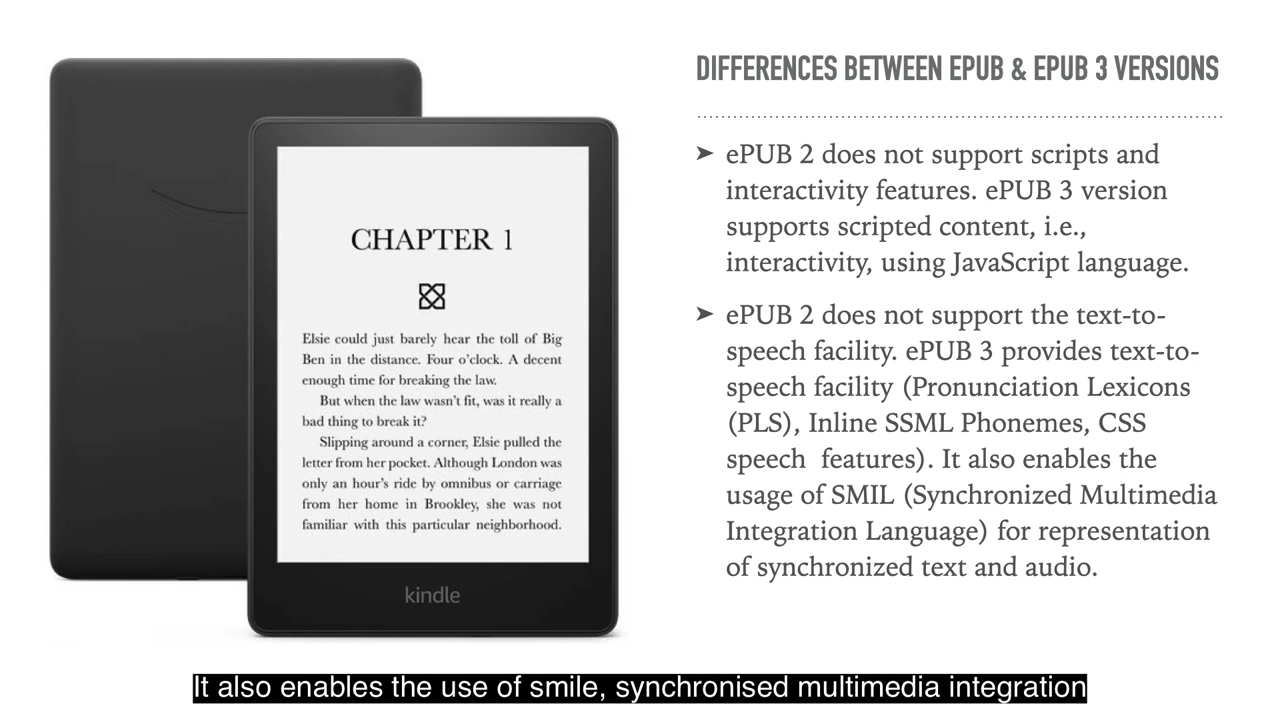 DIFFERENCES BETWEEN EPUB & EPUB 3 VERSIONS
➤ ePUB 2 does not support scripts and
interactivity features. ePUB 3 version
supports scripted content, i.e.,
interactivity, using JavaScript language.
➤ ePUB 2 does not support the text-to-
speech facility. ePUB 3 provides text-to-
speech facility (Pronunciation Lexicons
(PLS), Inline SSML Phonemes, CSS
speech  features). It also enables the
usage of SMIL (Synchronized Multimedia
Integration Language) for representation
of synchronized text and audio.
CHAPTER 1
Elsie could just barely hear the toll of Big
Ben in the distance. Four o'clock. A decent
enough time for breaking the law.
But when the law wasn't fit, was it really a
bad thing to break it?
Slipping around a corner, Elsie pulled the
letter from her pocket. Although London was
only an hour's ride by omnibus or carriage
from her home in Brookley, she was not
familiar with this particular neighborhood.
kindle
It also enables the use of smile, synchronised multimedia integration